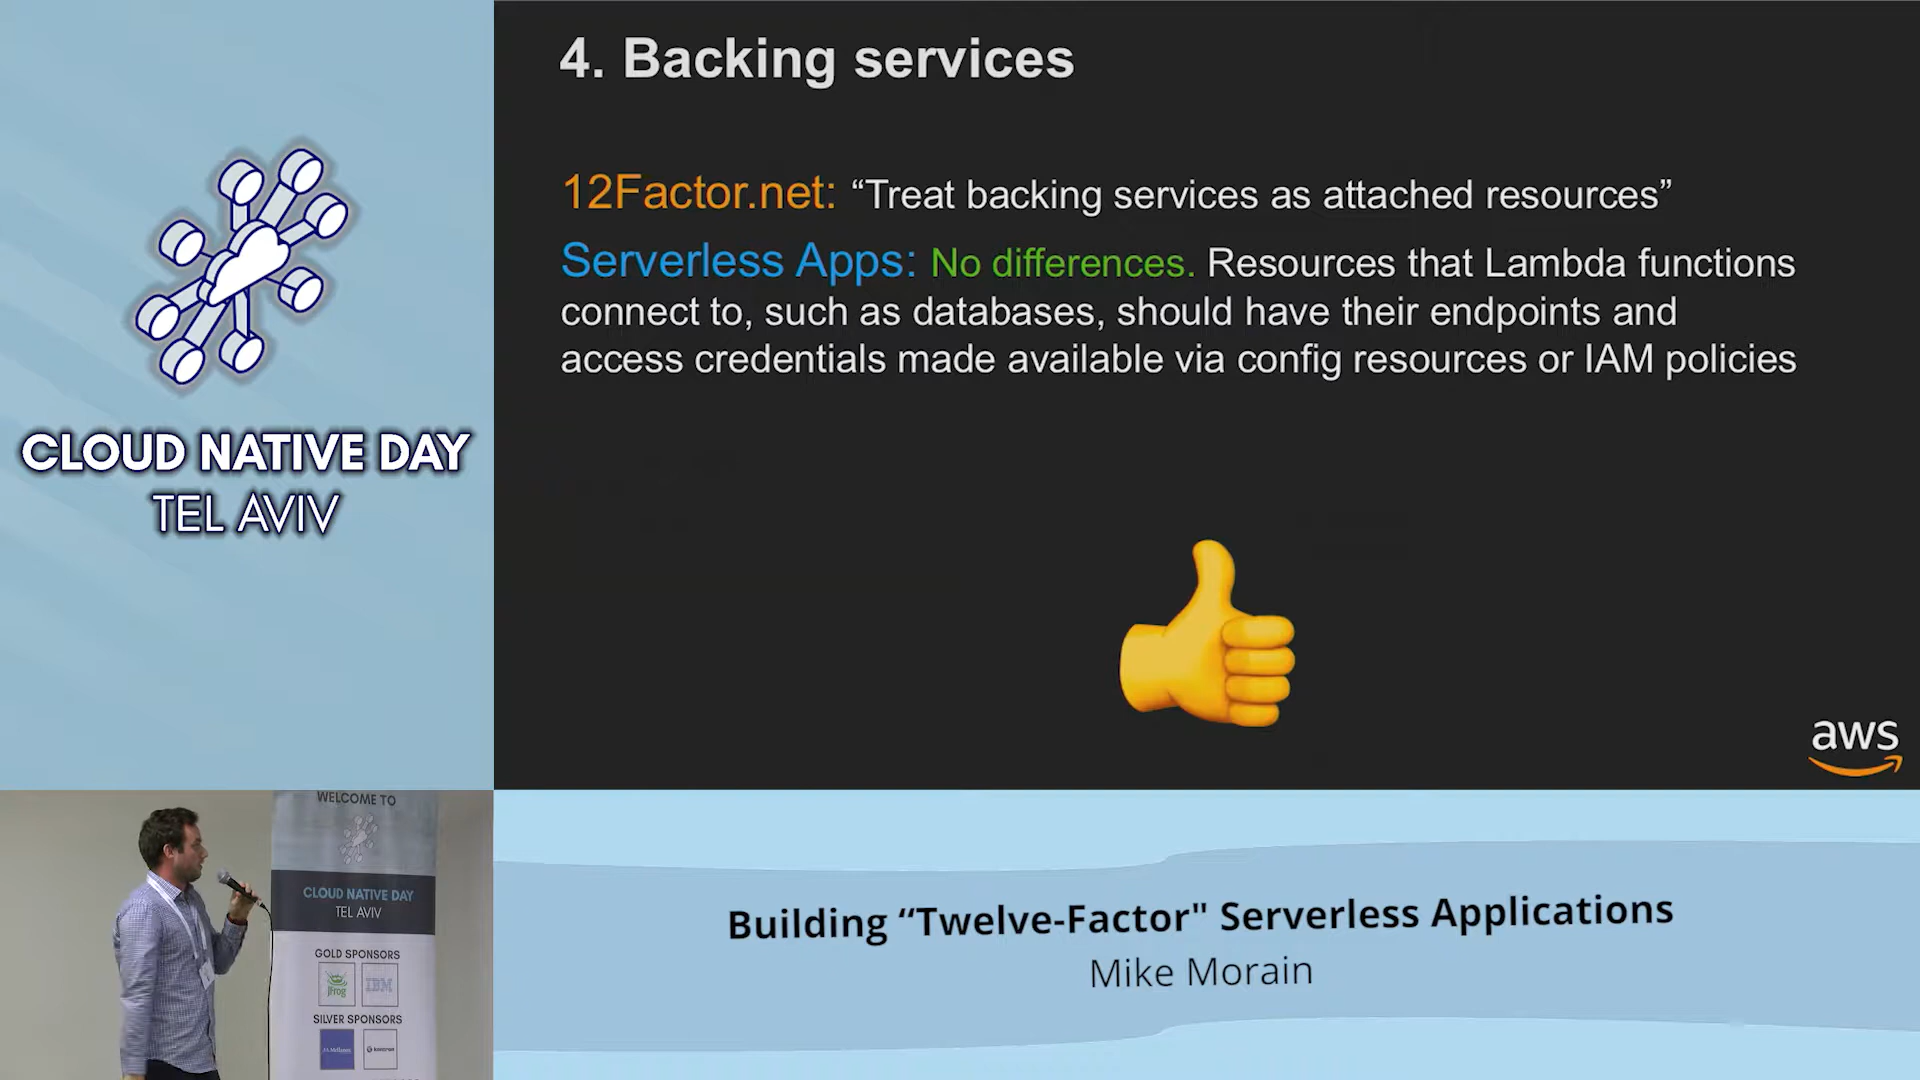 4. Backing services
12Factor.net: “Treat backing services as attached resources”
Serverless Apps: No differences. Resources that Lambda functions
connect to, such as databases, should have their endpoints and
access credentials made available via config resources or IAM policies
aws
CLOUD NATIVE DAY
TEL AVIV
WELCOME TO
CLOUD NATIVE DAY
TEL AVIV
GOLD SPONSORS
jfrog
IBM
SILVER SPONSORS
Building “Twelve-Factor" Serverless Applications
Mike Morain